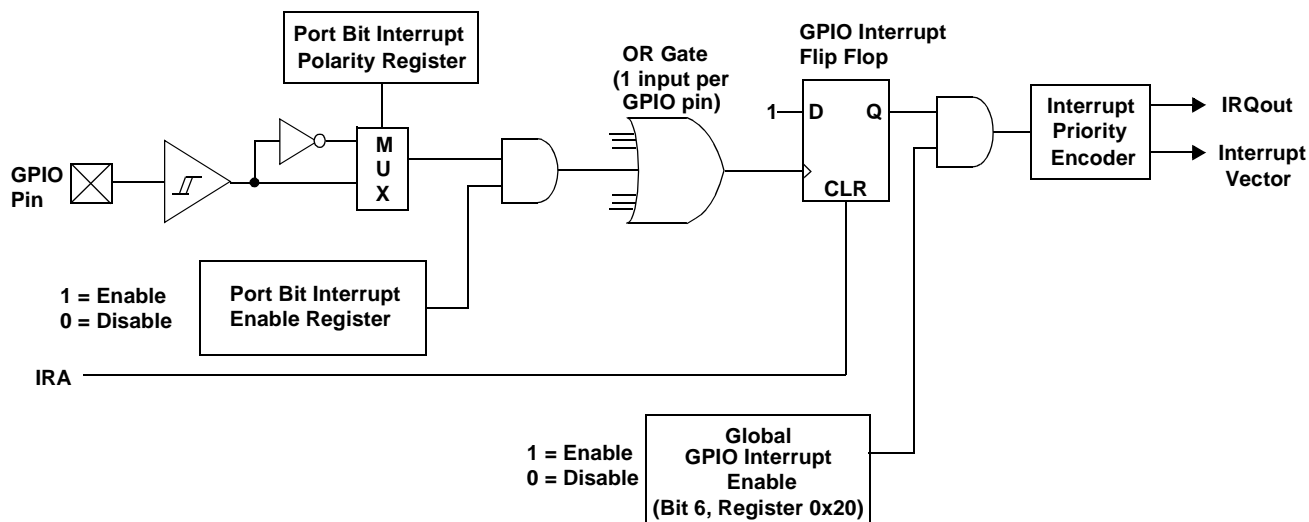 Port Bit Interrupt
Polarity Register
OR Gate
(1 input per
GPIO pin)
GPIO Interrupt
Flip Flop
GPIO
Pin
M
U
X
1
D
Q
CLR
Interrupt
Priority
Encoder
IRQout
Interrupt
Vector
1 = Enable
0 = Disable
Port Bit Interrupt
Enable Register
IRA
1 = Enable
0 = Disable
Global
GPIO Interrupt
Enable
(Bit 6, Register 0x20)